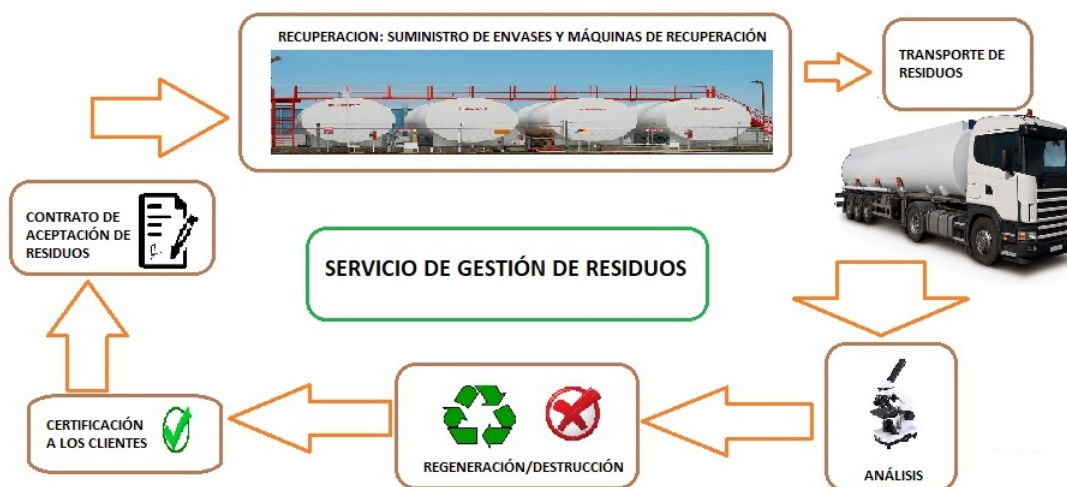 RECUPERACION: SUMINISTRO DE ENVASES Y MÁQUINAS DE RECUPERACIÓN
TRANSPORTE DE
RESIDUOS
CONTRATO DE
ACEPTACIÓN DE
RESIDUOS
SERVICIO DE GESTIÓN DE RESIDUOS
CERTIFICACIÓN
A LOS CLIENTES
REGENERACIÓN/DESTRUCCIÓN
ANÁLISIS